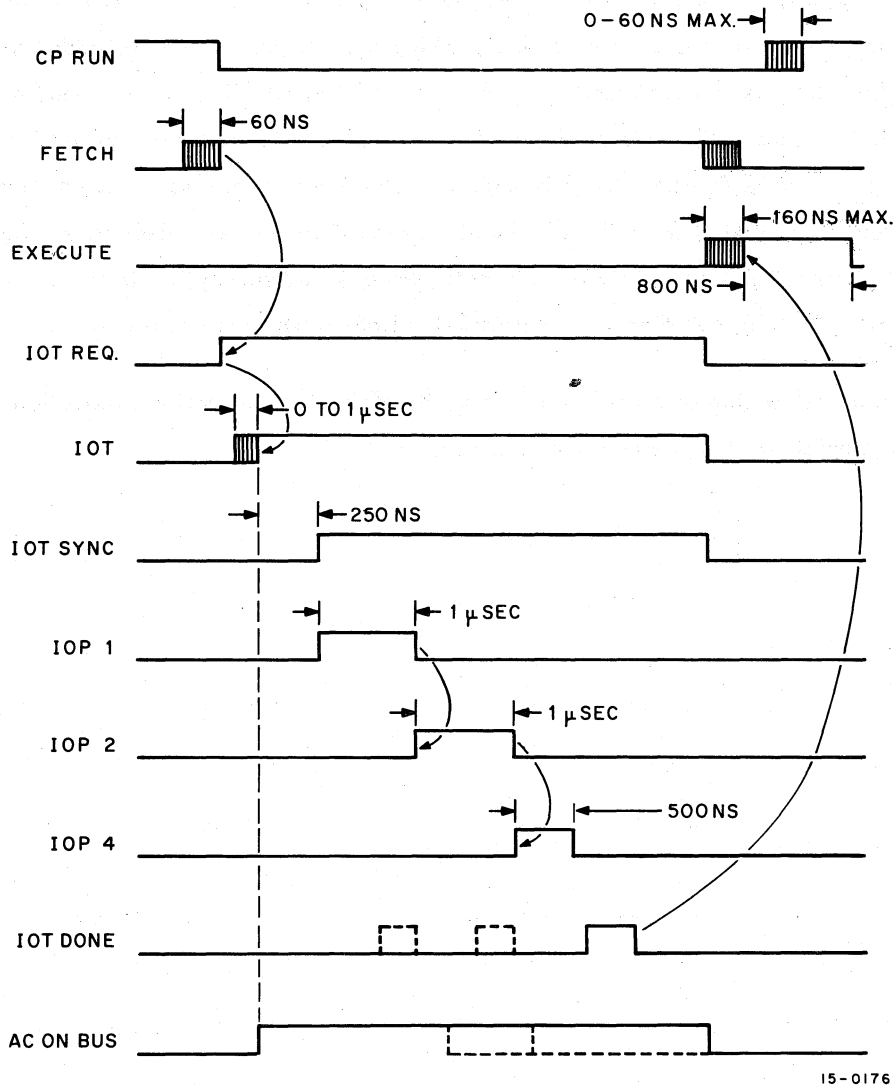 0-60 NS MAX.
CP RUN
60 NS
FETCH
160 NS MAX.
EXECUTE
800 NS
IOT REQ.
0 TO 1 μSEC
IOT
250 NS
IOT SYNC
1 μSEC
IOP 1
1 μSEC
IOP 2
500 NS
IOP 4
IOT DONE
AC ON BUS
15-0176